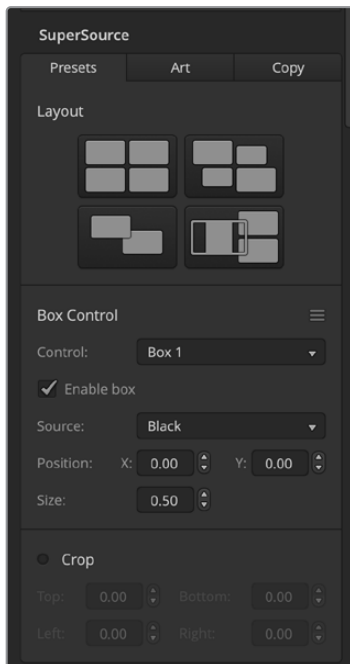 SuperSource
Presets Art Copy
Layout
Box Control
Control: Box 1
Enable box
Source: Black
Position: X: 0.00 Y: 0.00
Size: 0.50
Crop
Top: 0.00 Bottom: 0.00
Left: 0.00 Right: 0.00